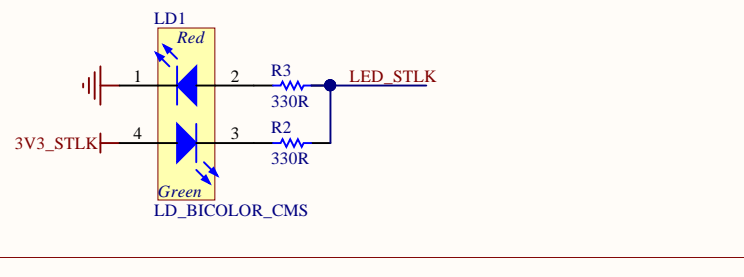 LD1
Red
1
2
R3
330R
LED_STLK
3V3_STLK
4
3
R2
330R
Green
LD_BICOLOR_CMS